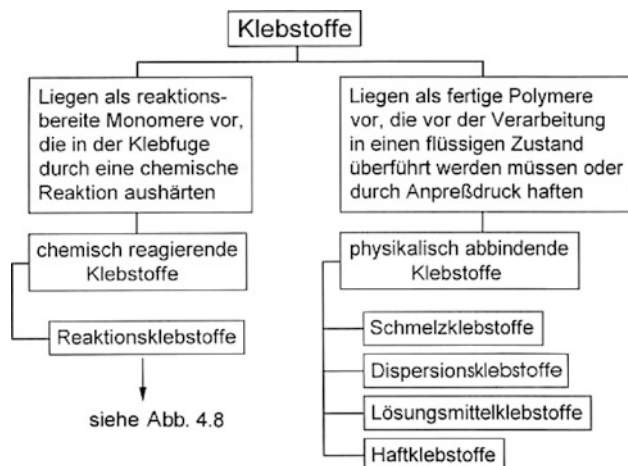 Klebstoffe
Liegen als reaktions-
bereite Monomere vor,
die in der Klebfuge
durch eine chemische
Reaktion aushärten
Liegen als fertige Polymere
vor, die vor der Verarbeitung
in einen flüssigen Zustand
überführt werden müssen oder
durch Anpreßdruck haften
chemisch reagierende
Klebstoffe
physikalisch abbindende
Klebstoffe
Reaktionsklebstoffe
siehe Abb. 4.8
Schmelzklebstoffe
Dispersionsklebstoffe
Lösungsmittelklebstoffe
Haftklebstoffe